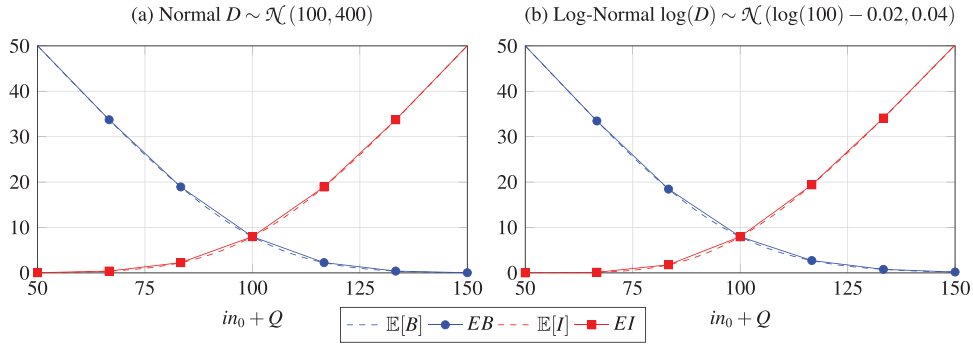 (a) Normal D ∼ 𝒩(100,400)
50
40
30
20
10
0
50 75 100 125 150
in₀ + Q
(b) Log-Normal log(D) ∼ 𝒩(log(100) − 0.02, 0.04)
50
40
30
20
10
0
50 75 100 125 150
in₀ + Q
𝔼[B] EB 𝔼[I] EI